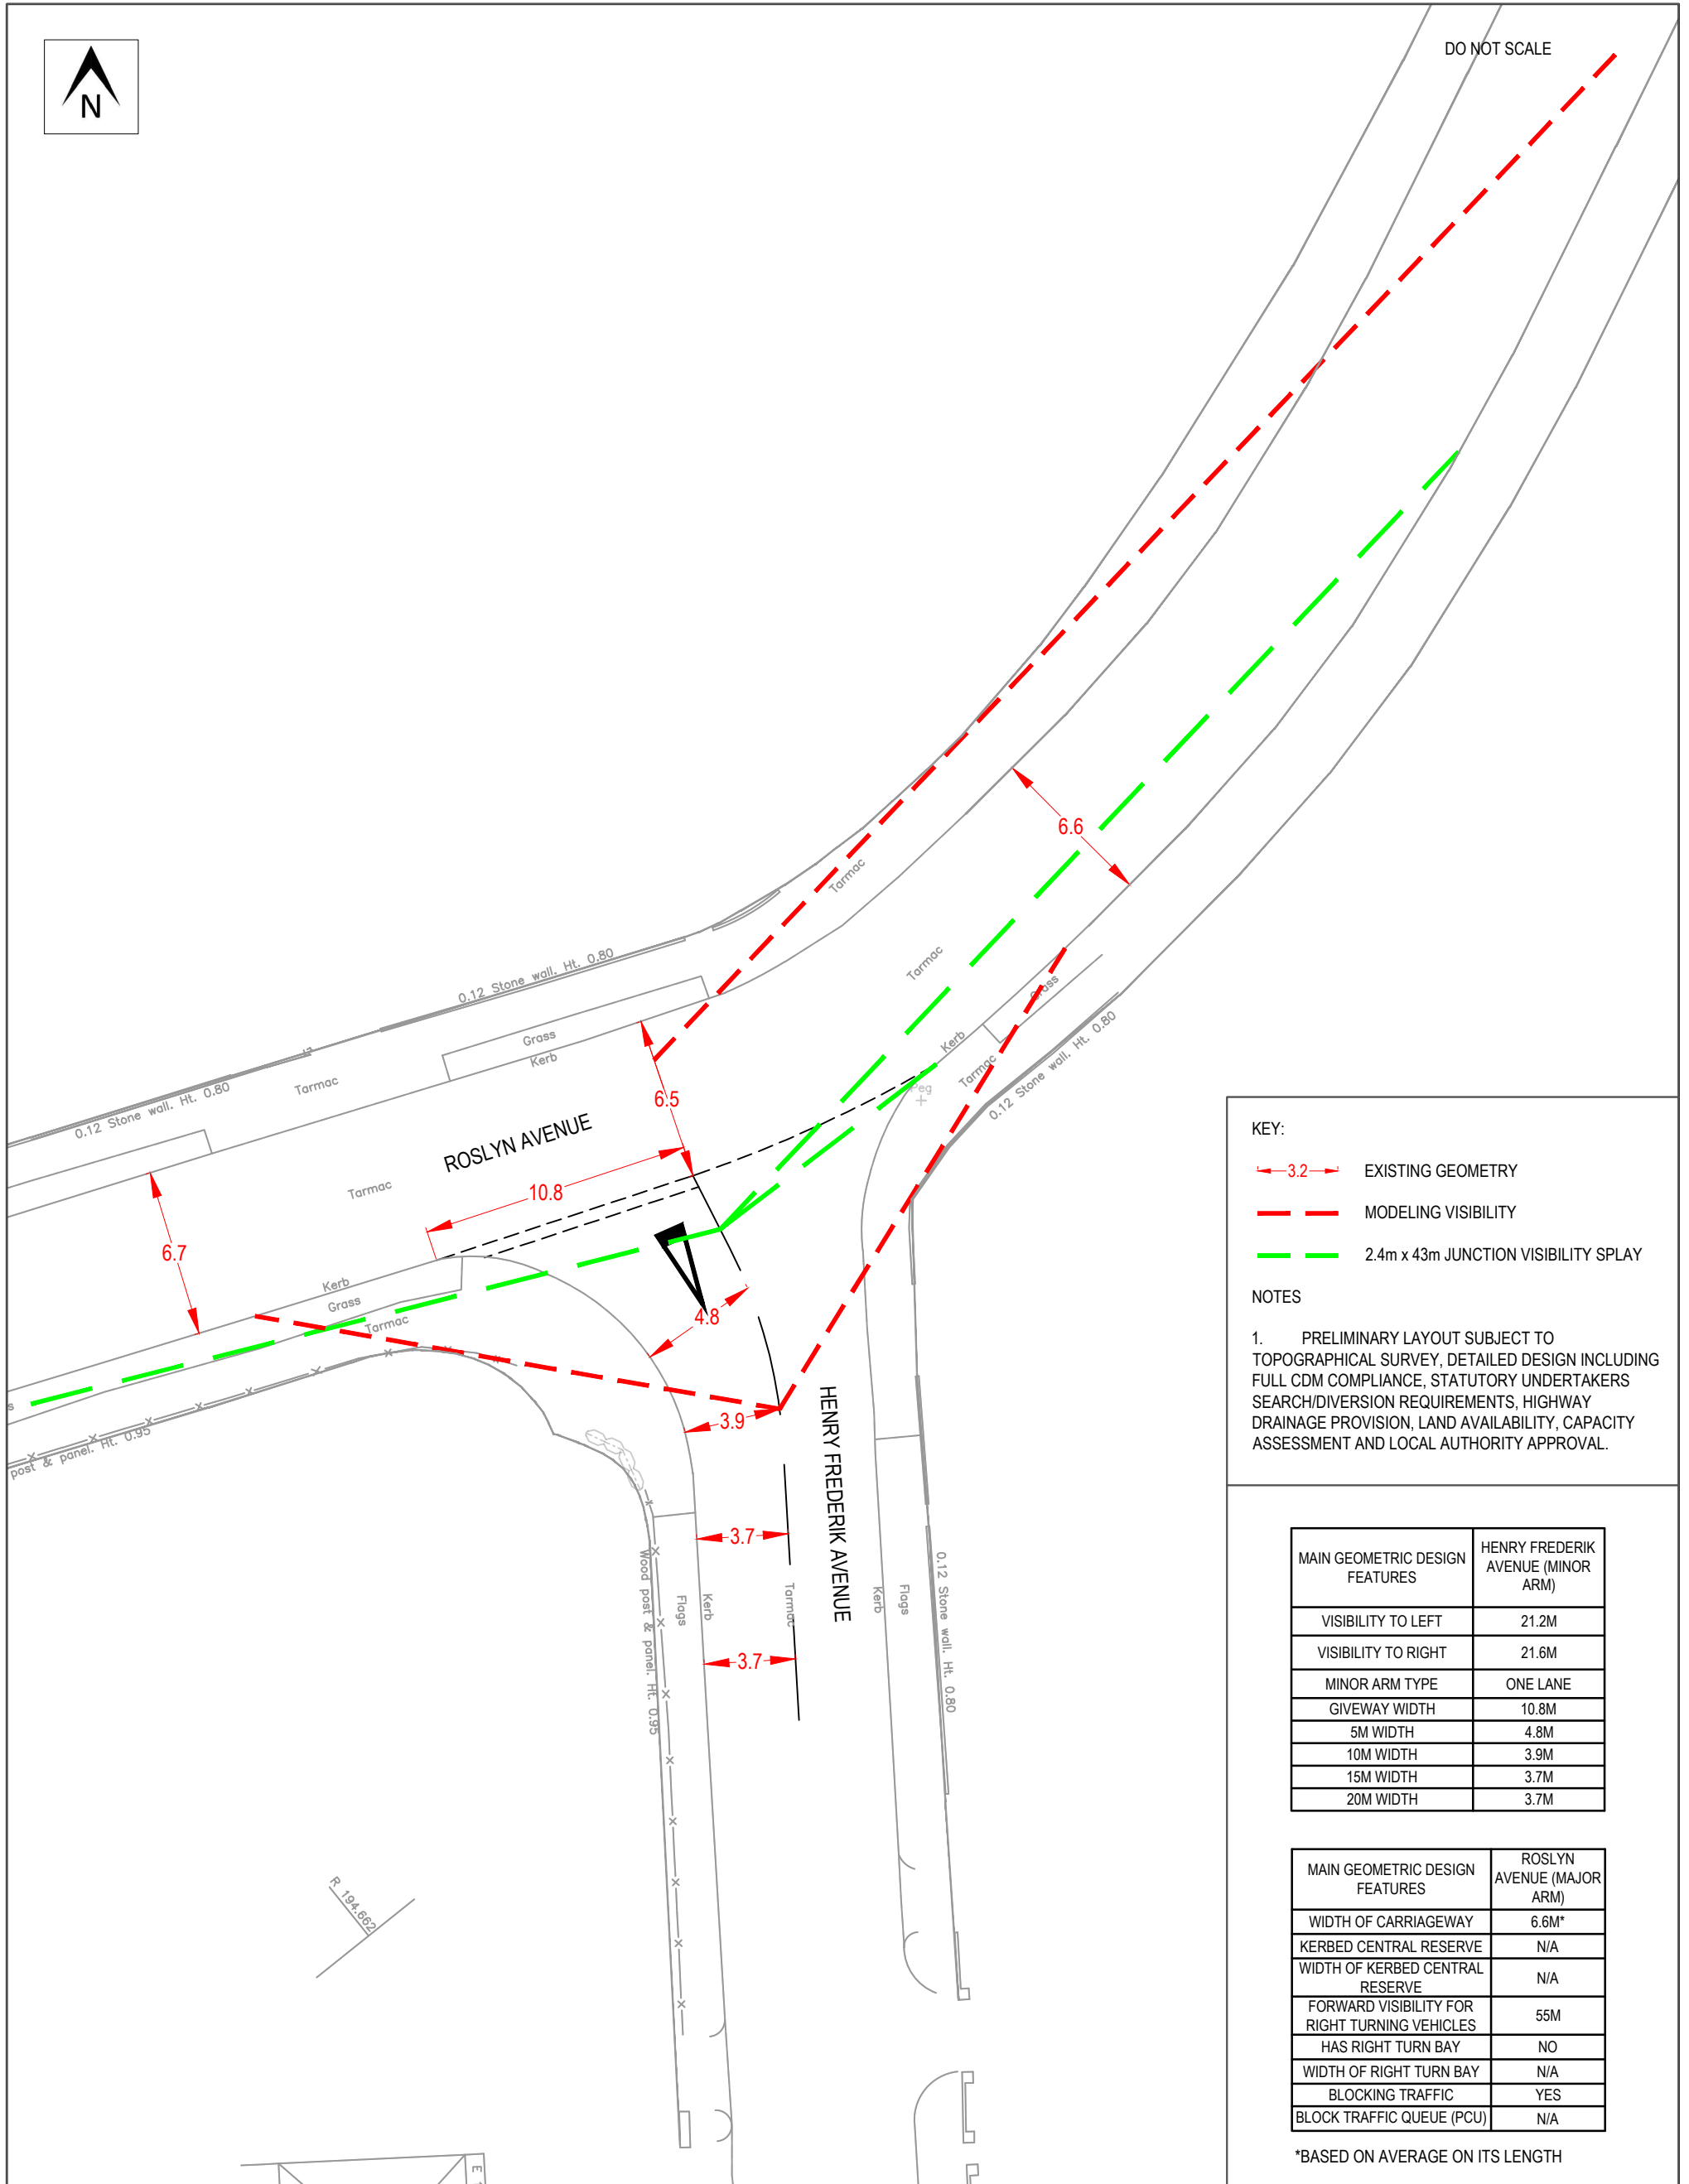 DO NOT SCALE
N
6.6
Tarmac
Tarmac
0.12 Stone wall. Ht. 0.80
Grass
Kerb
Grass
Kerb
Tarmac
0.12 Stone wall. Ht. 0.80
Peg
0.12 Stone wall. Ht. 0.80
Tarmac
6.5
ROSLYN AVENUE
Tarmac
10.8
6.7
Kerb
Grass
Tarmac
4.8
s
post & panel. Ht. 0.95
3.9
HENRY FREDERIK AVENUE
3.7
Wood post & panel. Ht. 0.95
Flags
Kerb
Tarmac
Kerb
Flags
0.12 Stone wall. Ht. 0.80
3.7
R 194.662
E
KEY:
3.2 EXISTING GEOMETRY
MODELING VISIBILITY
2.4m x 43m JUNCTION VISIBILITY SPLAY
NOTES
1. PRELIMINARY LAYOUT SUBJECT TO
TOPOGRAPHICAL SURVEY, DETAILED DESIGN INCLUDING
FULL CDM COMPLIANCE, STATUTORY UNDERTAKERS
SEARCH/DIVERSION REQUIREMENTS, HIGHWAY
DRAINAGE PROVISION, LAND AVAILABILITY, CAPACITY
ASSESSMENT AND LOCAL AUTHORITY APPROVAL.
MAIN GEOMETRIC DESIGN
FEATURES
HENRY FREDERIK
AVENUE (MINOR
ARM)
VISIBILITY TO LEFT 21.2M
VISIBILITY TO RIGHT 21.6M
MINOR ARM TYPE ONE LANE
GIVEWAY WIDTH 10.8M
5M WIDTH 4.8M
10M WIDTH 3.9M
15M WIDTH 3.7M
20M WIDTH 3.7M
MAIN GEOMETRIC DESIGN
FEATURES
ROSLYN
AVENUE (MAJOR
ARM)
WIDTH OF CARRIAGEWAY 6.6M*
KERBED CENTRAL RESERVE N/A
WIDTH OF KERBED CENTRAL
RESERVE N/A
FORWARD VISIBILITY FOR
RIGHT TURNING VEHICLES 55M
HAS RIGHT TURN BAY NO
WIDTH OF RIGHT TURN BAY N/A
BLOCKING TRAFFIC YES
BLOCK TRAFFIC QUEUE (PCU) N/A
*BASED ON AVERAGE ON ITS LENGTH